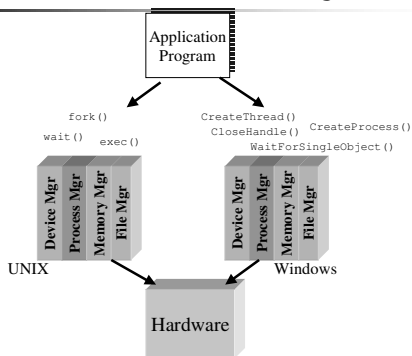 Application
Program
fork()
wait()
exec()
CreateThread()
CloseHandle()
CreateProcess()
WaitForSingleObject()
Device Mgr
Process Mgr
Memory Mgr
File Mgr
Device Mgr
Process Mgr
Memory Mgr
File Mgr
UNIX
Windows
Hardware